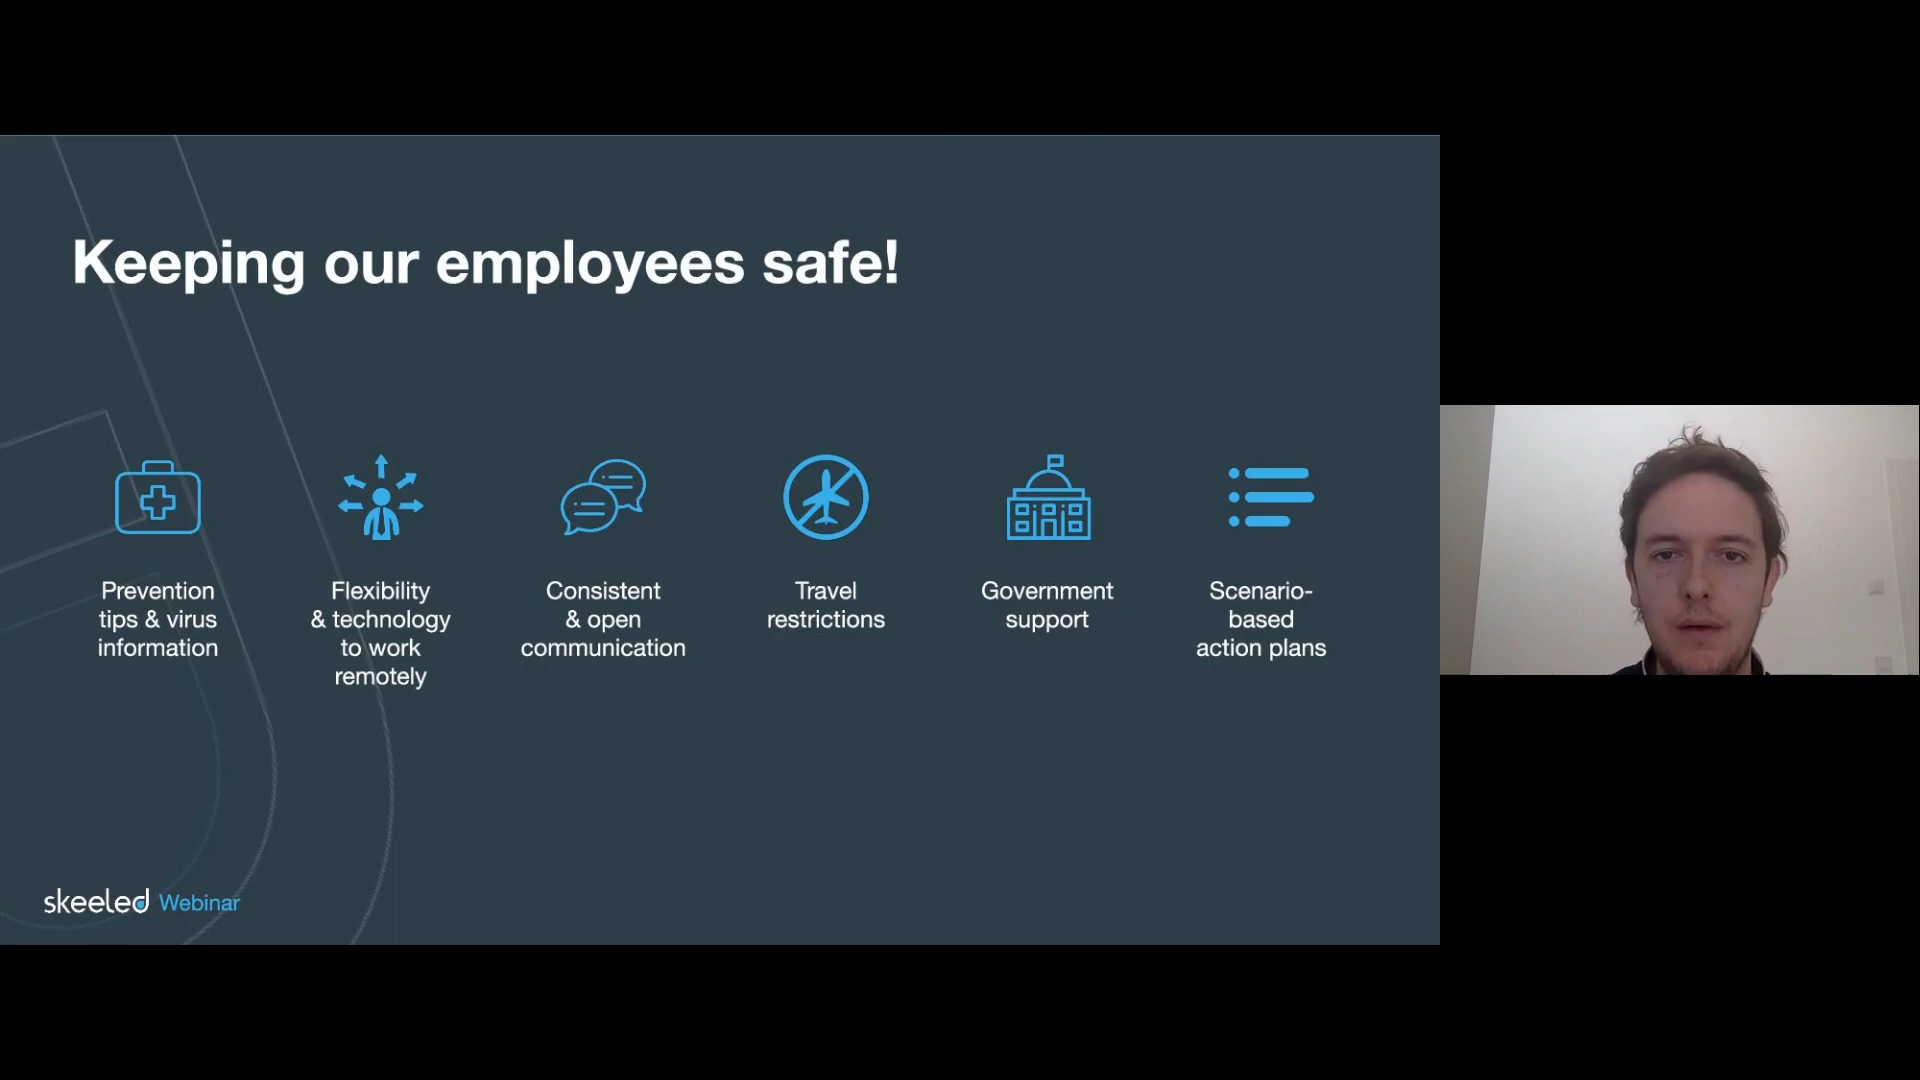 Keeping our employees safe!
Prevention
tips & virus
information
Flexibility
& technology
to work
remotely
Consistent
& open
communication
Travel
restrictions
Government
support
Scenario-
based
action plans
skeeled Webinar